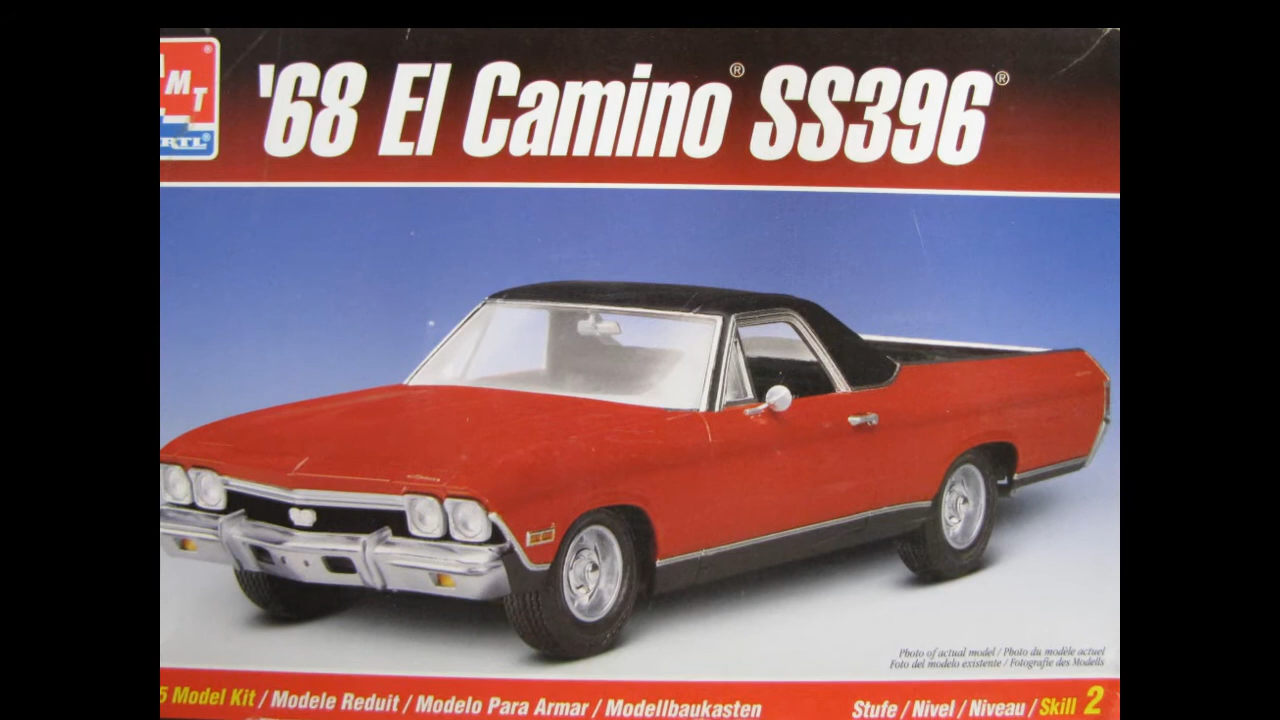 AMT
ERTL®
'68 El Camino® SS396®
Photo of actual model / Photo du modèle actuel
Foto del modelo existente / Fotografie des Modells
5 Model Kit / Modele Reduit / Modelo Para Armar / Modellbaukasten
Stufe / Nivel / Niveau / Skill 2